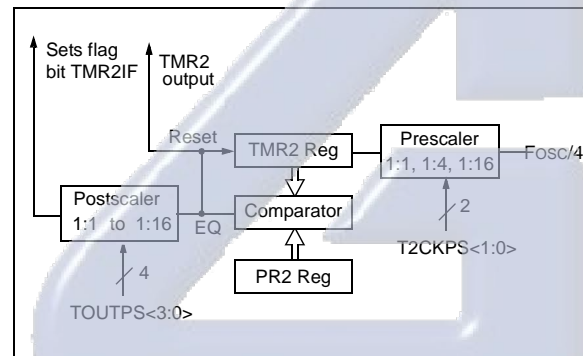 Sets flag
bit TMR2IF
TMR2
output
Reset
TMR2 Reg
Prescaler
1:1, 1:4, 1:16
Fosc/4
Postscaler
1:1 to 1:16
EQ
Comparator
2
T2CKPS<1:0>
4
PR2 Reg
TOUTPS<3:0>